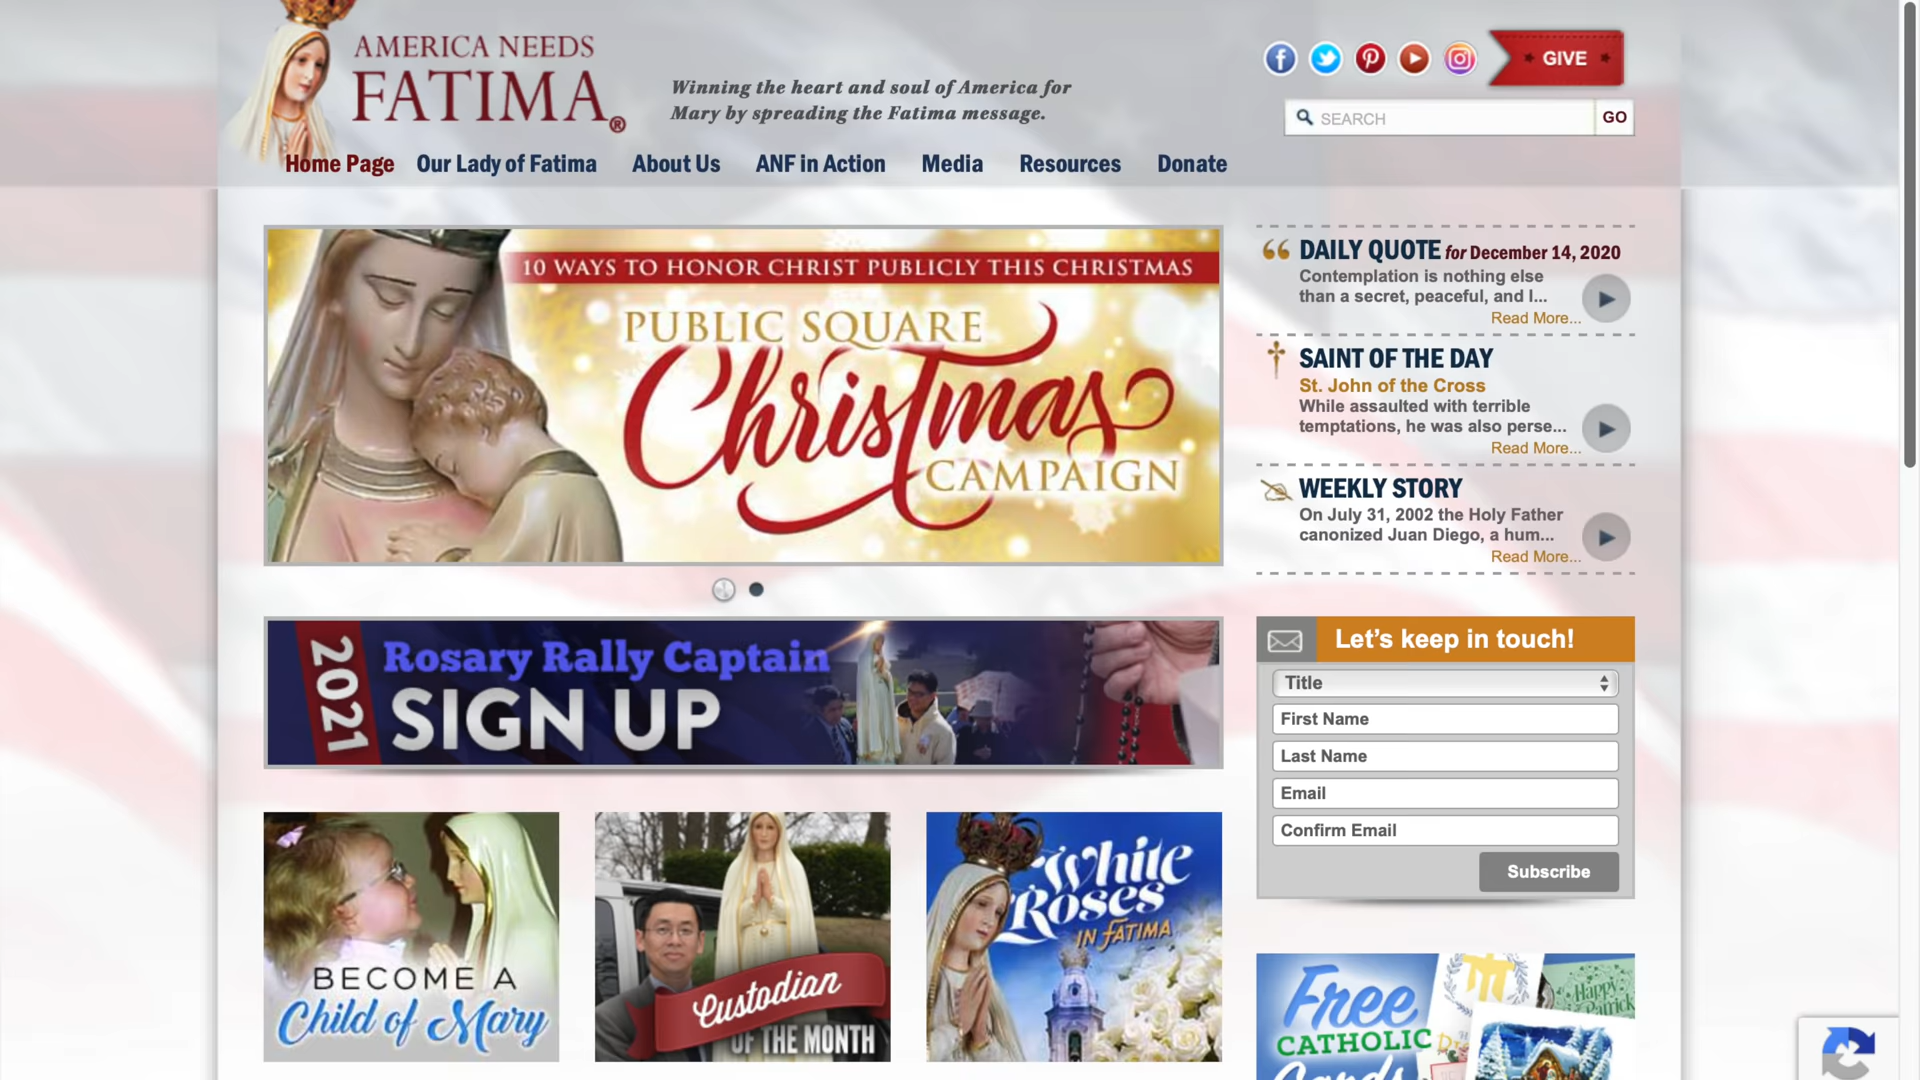 AMERICA NEEDS
FATIMA®
Winning the heart and soul of America for
Mary by spreading the Fatima message.
GIVE
SEARCH
GO
Home Page
Our Lady of Fatima
About Us
ANF in Action
Media
Resources
Donate
10 WAYS TO HONOR CHRIST PUBLICLY THIS CHRISTMAS
PUBLIC SQUARE
Christmas
CAMPAIGN
DAILY QUOTE for December 14, 2020
Contemplation is nothing else
than a secret, peaceful, and l...
Read More...
SAINT OF THE DAY
St. John of the Cross
While assaulted with terrible
temptations, he was also perse...
Read More...
WEEKLY STORY
On July 31, 2002 the Holy Father
canonized Juan Diego, a hum...
Read More...
2021
Rosary Rally Captain
SIGN UP
Let's keep in touch!
Title
First Name
Last Name
Email
Confirm Email
Subscribe
BECOME A
Child of Mary
Custodian
OF THE MONTH
White
Roses
IN FATIMA
Free
CATHOLIC
Cards
Happy